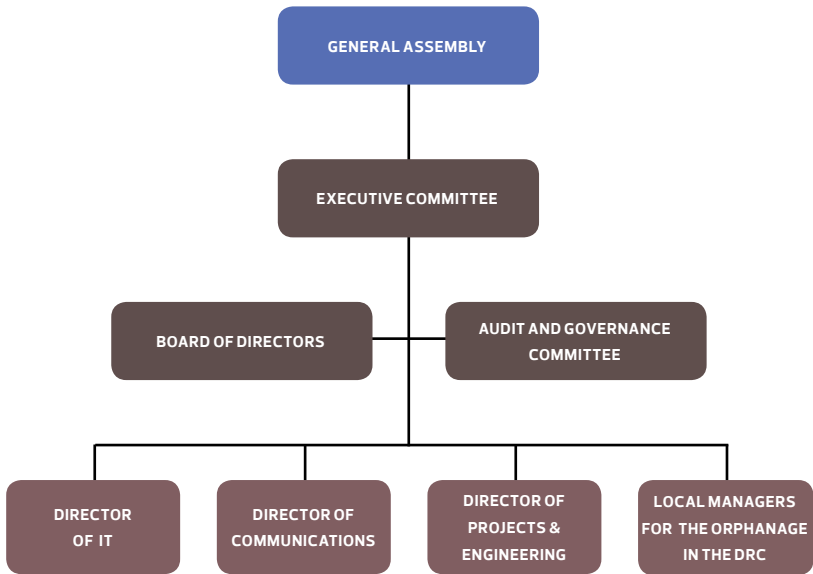 GENERAL ASSEMBLY
EXECUTIVE COMMITTEE
BOARD OF DIRECTORS
AUDIT AND GOVERNANCE
COMMITTEE
DIRECTOR
OF IT
DIRECTOR OF
COMMUNICATIONS
DIRECTOR OF
PROJECTS &
ENGINEERING
LOCAL MANAGERS
FOR THE ORPHANAGE
IN THE DRC